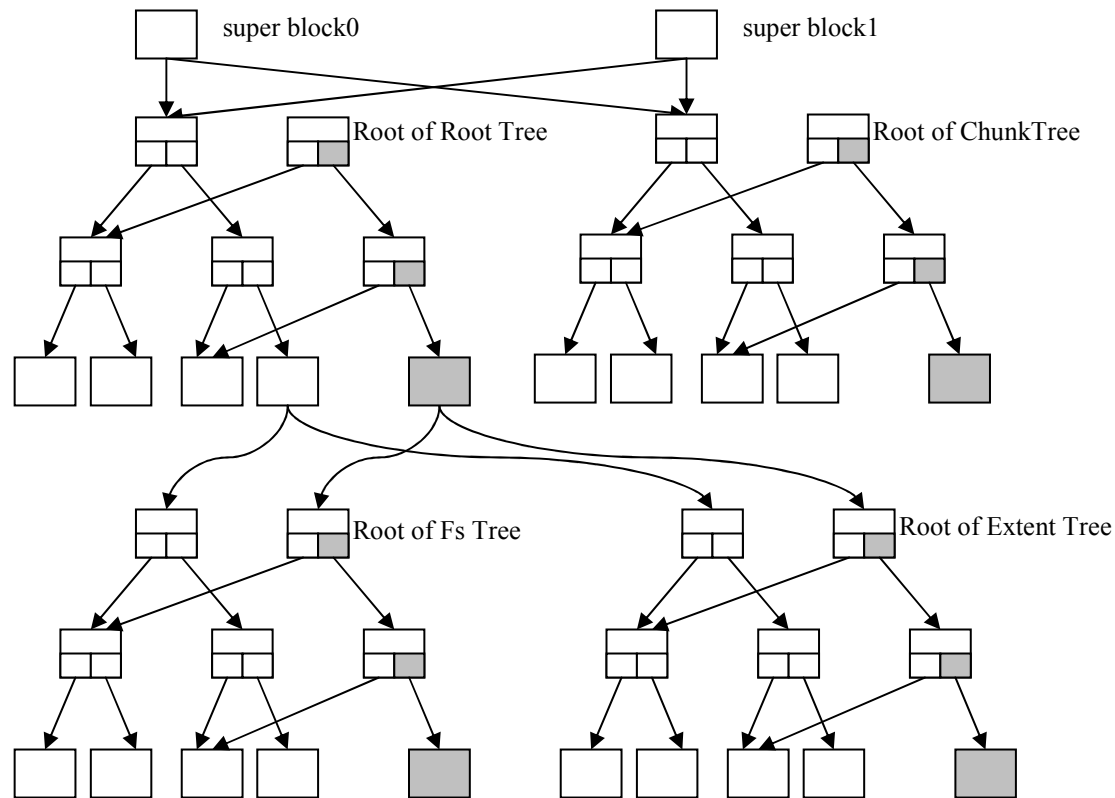 super block0
super block1
Root of Root Tree
Root of ChunkTree
Root of Fs Tree
Root of Extent Tree